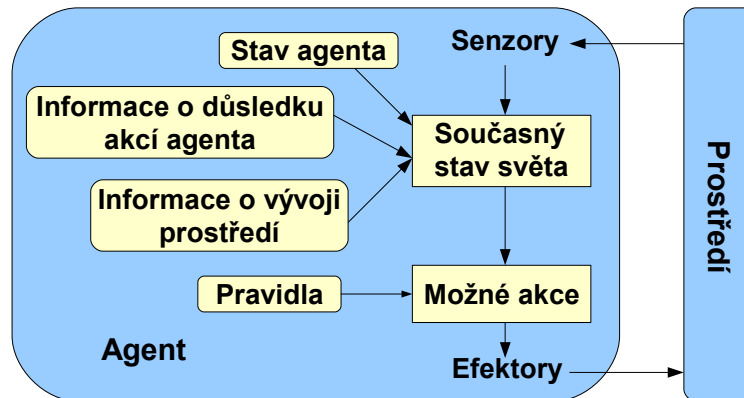 Stav agenta
Senzory
Informace o důsledku
akcí agenta
Současný
stav světa
Informace o vývoji
prostředí
Pravidla
Možné akce
Agent
Efektory
Prostředí